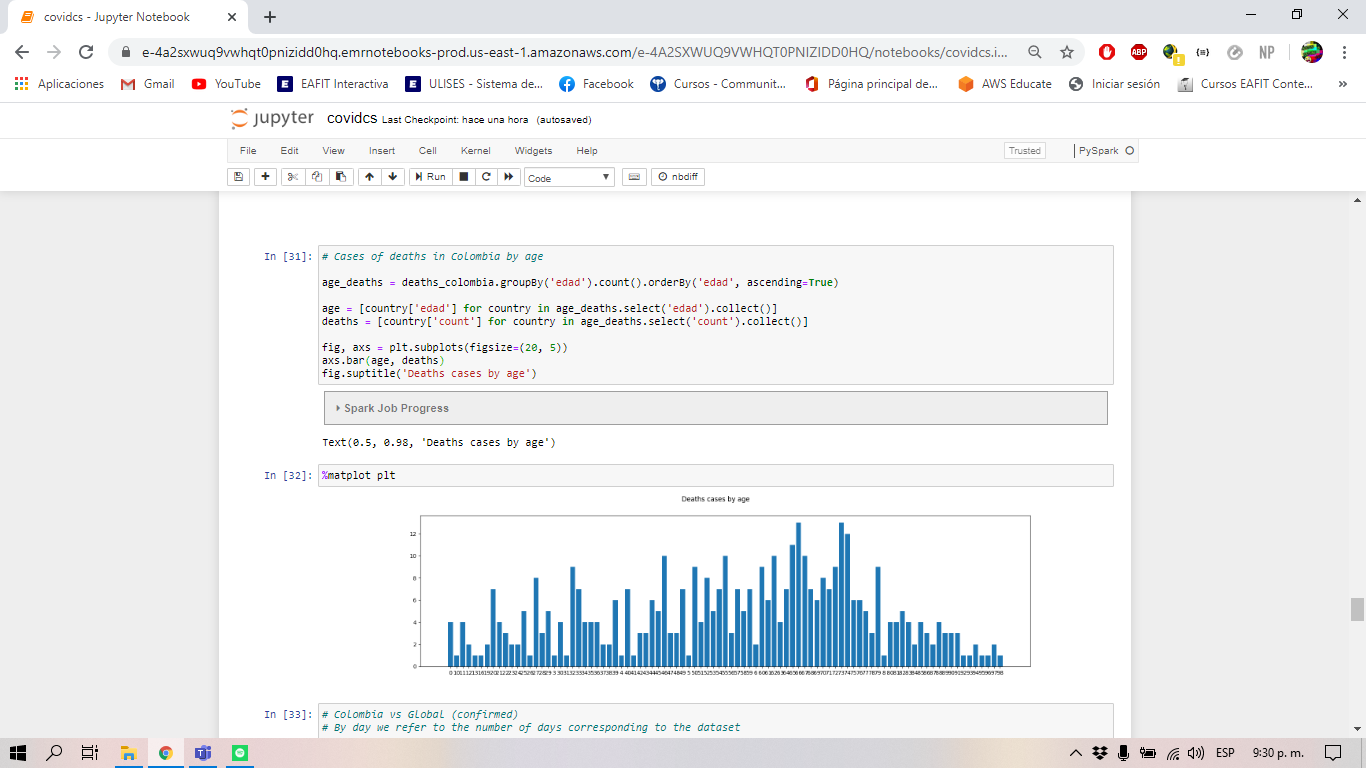 covidcs - Jupyter Notebook
e-4a2sxwuq9vwhqt0pnizidd0hq.emrnotebooks-prod.us-east-1.amazonaws.com/e-4A2SXWUQ9VWHQT0PNIZIDD0HQ/notebooks/covidcs.i...
ABP
NP
Aplicaciones Gmail YouTube EAFIT Interactiva ULISES - Sistema de... Facebook Cursos - Communit... Página principal de... AWS Educate Iniciar sesión Cursos EAFIT Conte... »
jupyter covidcs Last Checkpoint: hace una hora (autosaved)
File Edit View Insert Cell Kernel Widgets Help Trusted PySpark
Run Code nbdiff
In [31]: # Cases of deaths in Colombia by age
age_deaths = deaths_colombia.groupBy('edad').count().orderBy('edad', ascending=True)
age = [country['edad'] for country in age_deaths.select('edad').collect()]
deaths = [country['count'] for country in age_deaths.select('count').collect()]
fig, axs = plt.subplots(figsize=(20, 5))
axs.bar(age, deaths)
fig.suptitle('Deaths cases by age')
Spark Job Progress
Text(0.5, 0.98, 'Deaths cases by age')
In [32]: %matplot plt
Deaths cases by age
12
10
8
6
4
2
0
In [33]: # Colombia vs Global (confirmed)
# By day we refer to the number of days corresponding to the dataset
ESP 9:30 p. m.